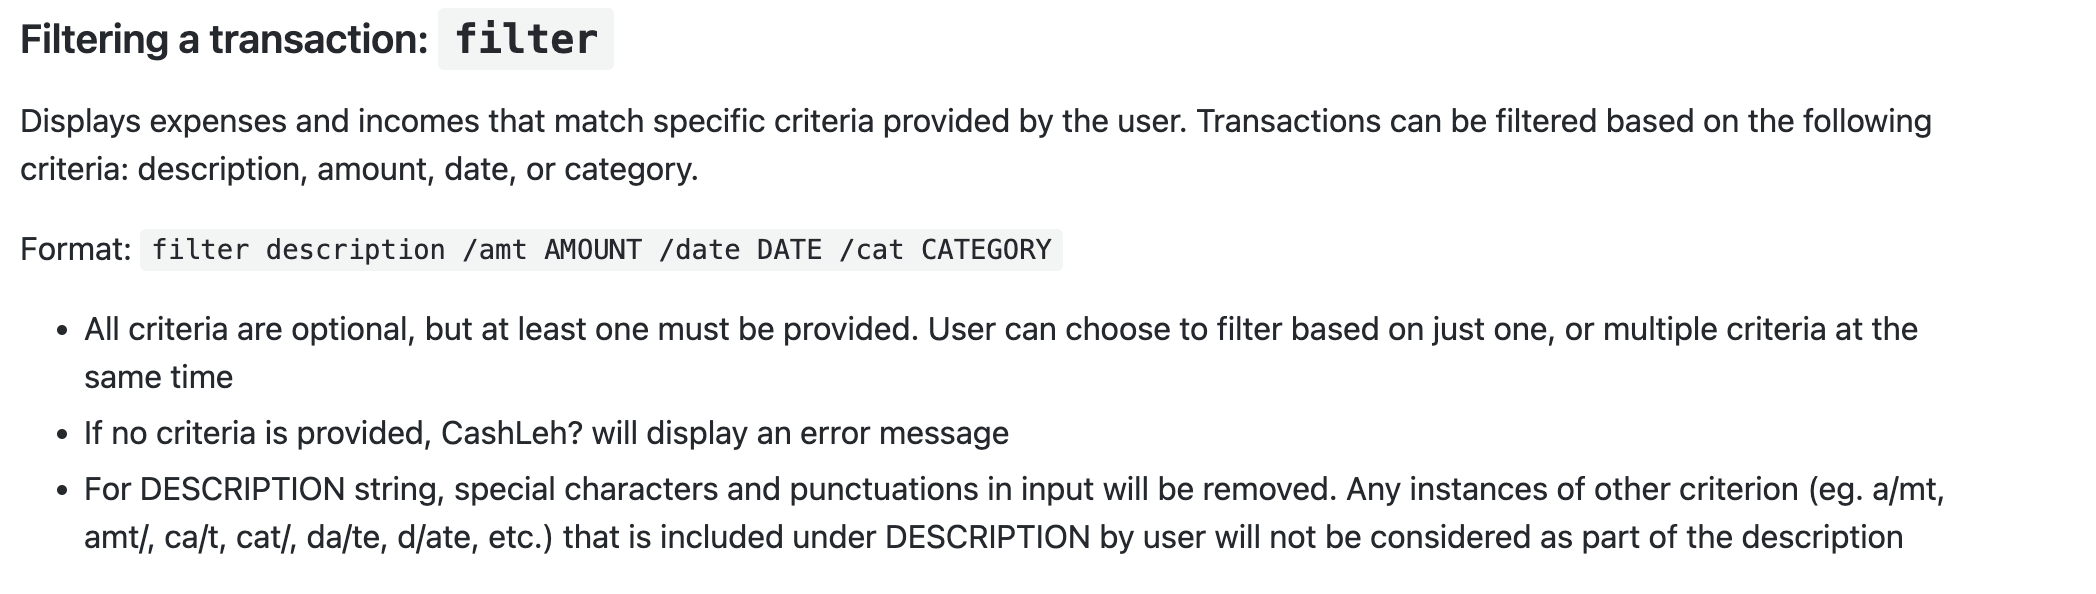 Filtering a transaction: filter
Displays expenses and incomes that match specific criteria provided by the user. Transactions can be filtered based on the following
criteria: description, amount, date, or category.
Format: filter description /amt AMOUNT /date DATE /cat CATEGORY
• All criteria are optional, but at least one must be provided. User can choose to filter based on just one, or multiple criteria at the
same time
• If no criteria is provided, CashLeh? will display an error message
• For DESCRIPTION string, special characters and punctuations in input will be removed. Any instances of other criterion (eg. a/mt,
amt/, ca/t, cat/, da/te, d/ate, etc.) that is included under DESCRIPTION by user will not be considered as part of the description